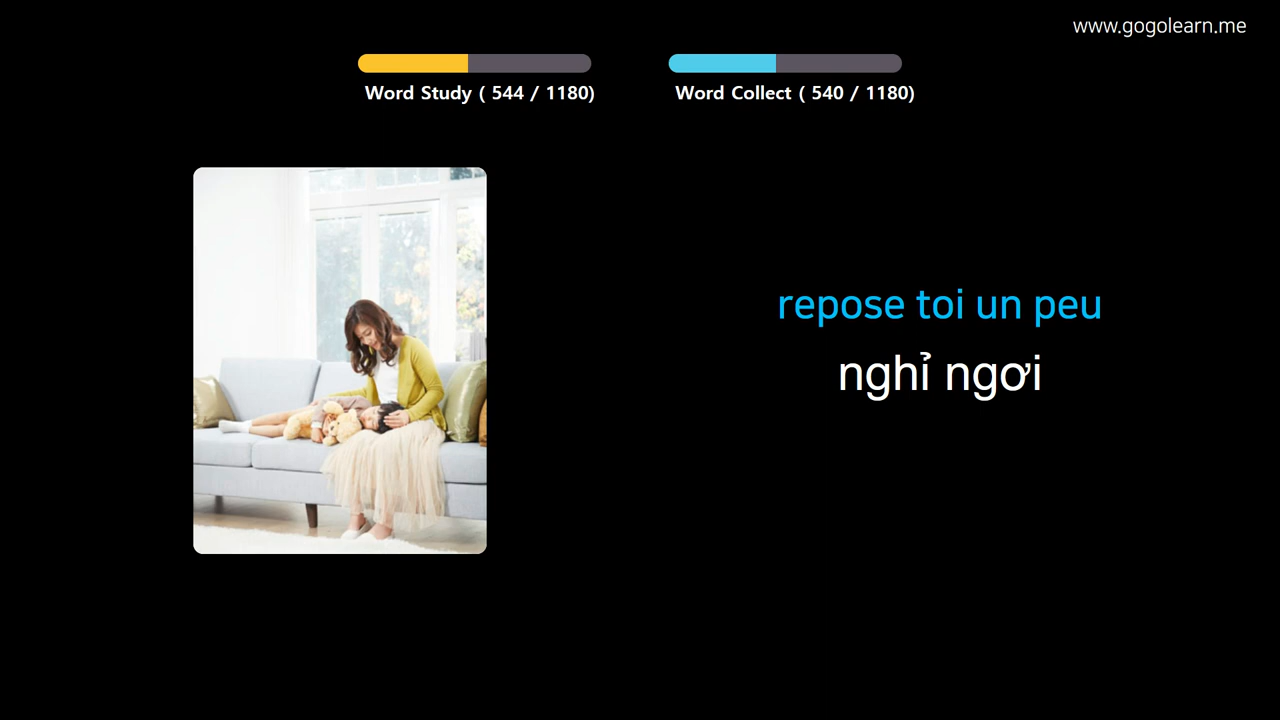 www.gogolearn.me
Word Study ( 544 / 1180)
Word Collect ( 540 / 1180)
repose toi un peu
nghỉ ngơi